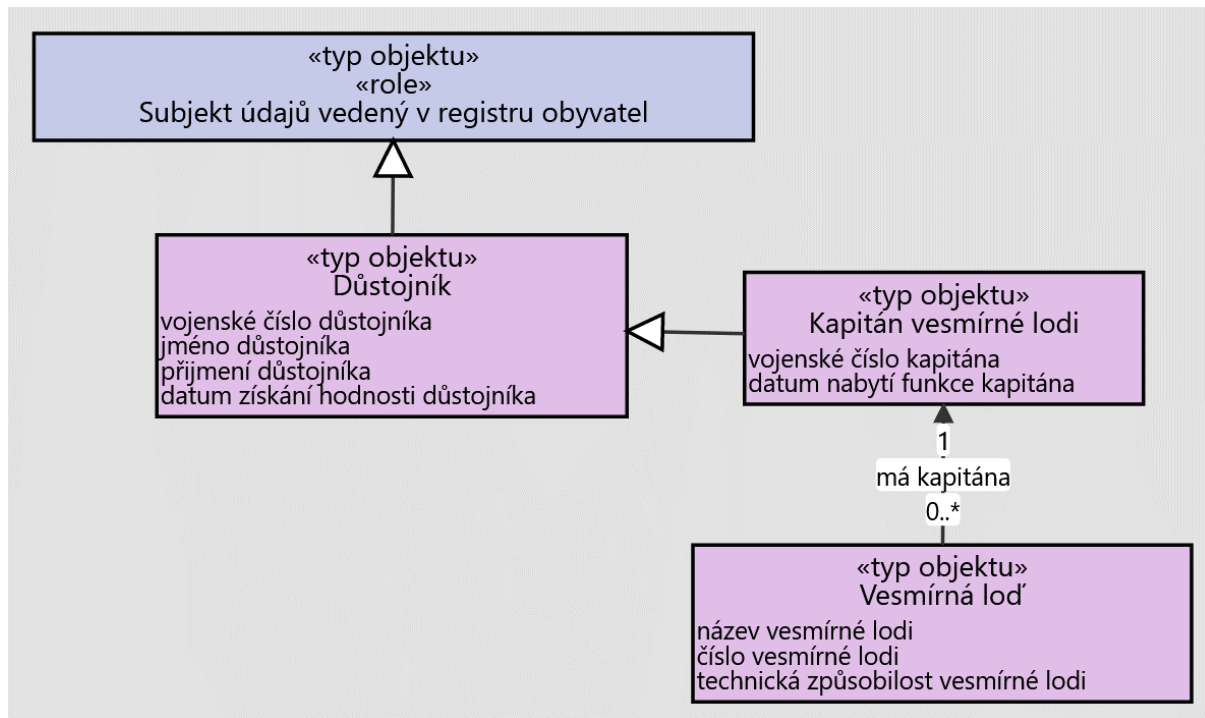 «typ objektu»
«role»
Subjekt údajů vedený v registru obyvatel
«typ objektu»
Důstojník
vojenské číslo důstojníka
jméno důstojníka
přijmení důstojníka
datum získání hodnosti důstojníka
«typ objektu»
Kapitán vesmírné lodi
vojenské číslo kapitána
datum nabytí funkce kapitána
1
má kapitána
0..*
«typ objektu»
Vesmírná loď
název vesmírné lodi
číslo vesmírné lodi
technická způsobilost vesmírné lodi